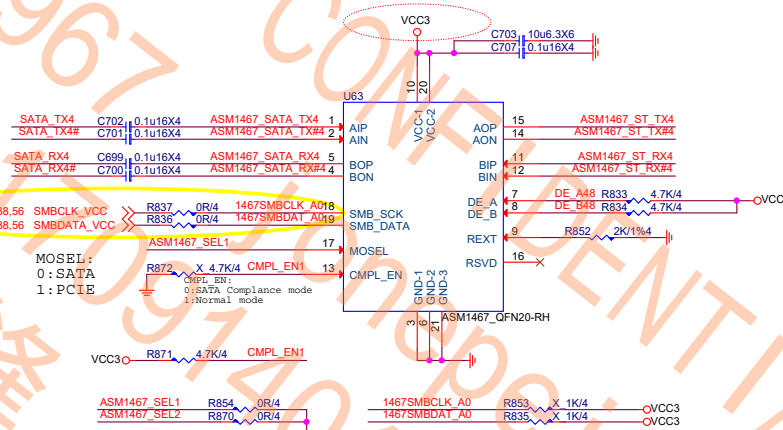 VCC3
C703 10u6.3X6
C707 0.1u16X4
U63
10
20
VCC-1
VCC-2
SATA_TX4 C702 0.1u16X4 ASM1467_SATA_TX4 1 AIP
SATA_TX4# C701 0.1u16X4 ASM1467_SATA_TX#4 2 AIN
SATA_RX4 C699 0.1u16X4 ASM1467_SATA_RX4 5 BOP
SATA_RX4# C700 0.1u16X4 ASM1467_SATA_RX#4 4 BON
AOP 15 ASM1467_ST_TX4
AON 14 ASM1467_ST_TX#4
BIP 11 ASM1467_ST_RX4
BIN 12 ASM1467_ST_RX#4
38,56 SMBCLK_VCC R837 0R/4 1467SMBCLK_A0 18 SMB_SCK
38,56 SMBDATA_VCC R836 0R/4 1467SMBDAT_A0 19 SMB_DATA
DE_A 7 DE_A48 R833 4.7K/4 VCC
DE_B 8 DE_B48 R834 4.7K/4
REXT 9 R852 2K/1%4
RSVD 16
ASM1467_SEL1 17 MOSEL
MOSEL:
0:SATA
1:PCIE
R872 X_4.7K/4 CMPL_EN1 13 CMPL_EN
CMPL_EN:
0:SATA Compliance mode
1:Normal mode
GND-1
GND-2
GND-3
3
6
21
ASM1467_QFN20-RH
VCC3 R871 4.7K/4 CMPL_EN1
ASM1467_SEL1 R854 0R/4
ASM1467_SEL2 R870 0R/4
1467SMBCLK_A0 R853 X_1K/4 VCC3
1467SMBDAT_A0 R835 X_1K/4 VCC3